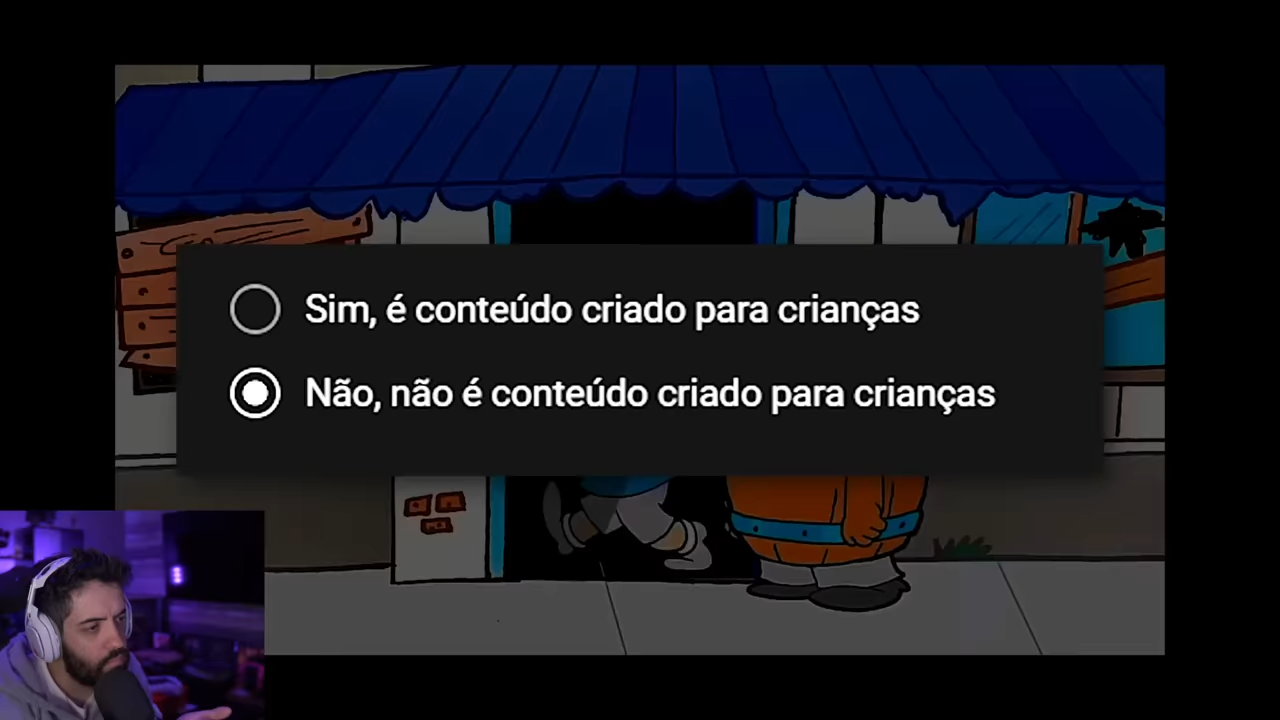 Sim, é conteúdo criado para crianças
Não, não é conteúdo criado para crianças